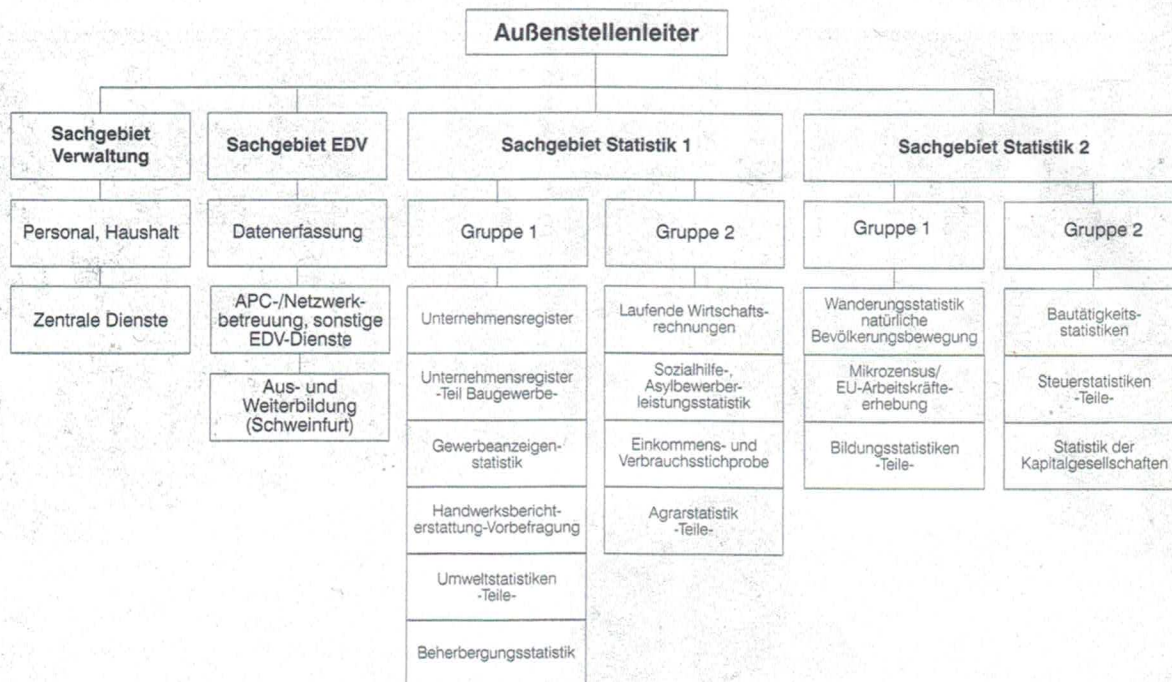 Außenstellenleiter
Sachgebiet
Verwaltung
Personal, Haushalt
Zentrale Dienste
Sachgebiet EDV
Datenerfassung
APC-/Netzwerk-
betreuung, sonstige
EDV-Dienste
Aus- und
Weiterbildung
(Schweinfurt)
Sachgebiet Statistik 1
Gruppe 1
Unternehmensregister
Unternehmensregister
-Teil Baugewerbe-
Gewerbeanzeigen-
statistik
Handwerksbericht-
erstattung-Vorbefragung
Umweltstatistiken
-Teile-
Beherbergungsstatistik
Gruppe 2
Laufende Wirtschafts-
rechnungen
Sozialhilfe-,
Asylbewerber-
leistungsstatistik
Einkommens- und
Verbrauchsstichprobe
Agrarstatistik
-Teile-
Sachgebiet Statistik 2
Gruppe 1
Wanderungsstatistik
natürliche
Bevölkerungsbewegung
Mikrozensus/
EU-Arbeitskräfte-
erhebung
Bildungsstatistiken
-Teile-
Gruppe 2
Bautätigkeits-
statistiken
Steuerstatistiken
-Teile-
Statistik der
Kapitalgesellschaften